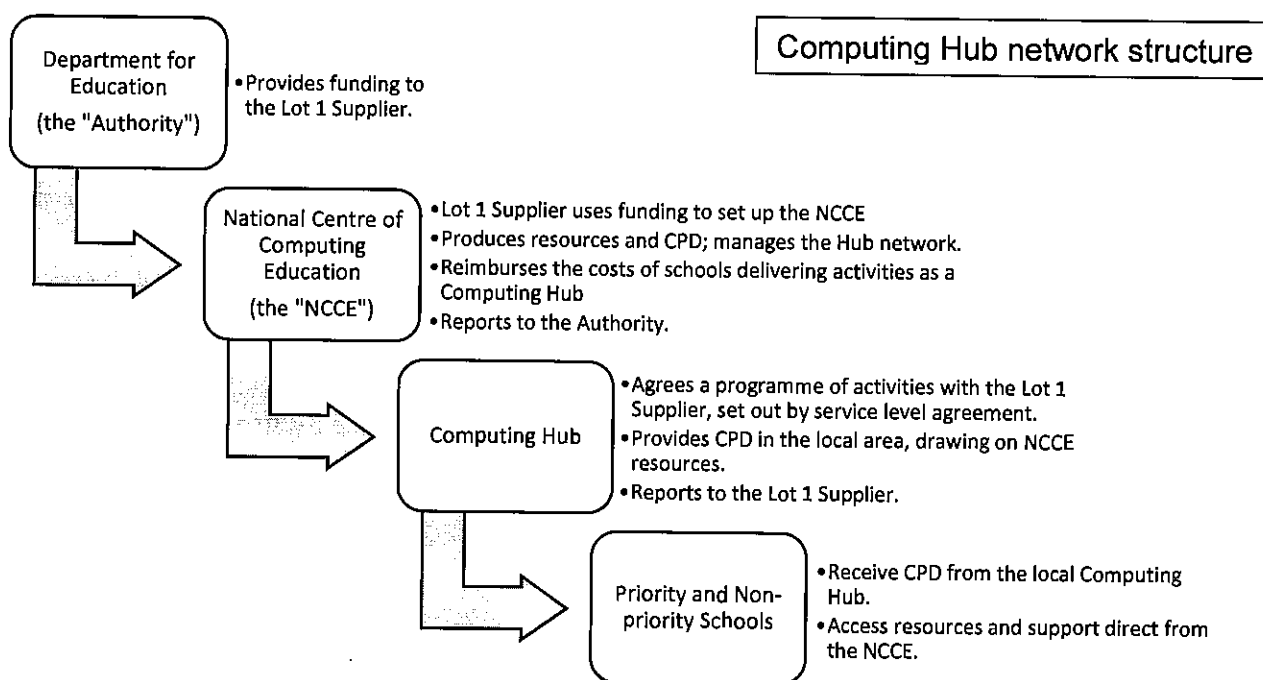 Computing Hub network structure
Department for
Education
(the "Authority")
•Provides funding to
the Lot 1 Supplier.
National Centre of
Computing
Education
(the "NCCE")
•Lot 1 Supplier uses funding to set up the NCCE
•Produces resources and CPD; manages the Hub network.
•Reimburses the costs of schools delivering activities as a
Computing Hub
•Reports to the Authority.
Computing Hub
•Agrees a programme of activities with the Lot 1
Supplier, set out by service level agreement.
•Provides CPD in the local area, drawing on NCCE
resources.
•Reports to the Lot 1 Supplier.
Priority and Non-
priority Schools
•Receive CPD from the local Computing
Hub.
•Access resources and support direct from
the NCCE.